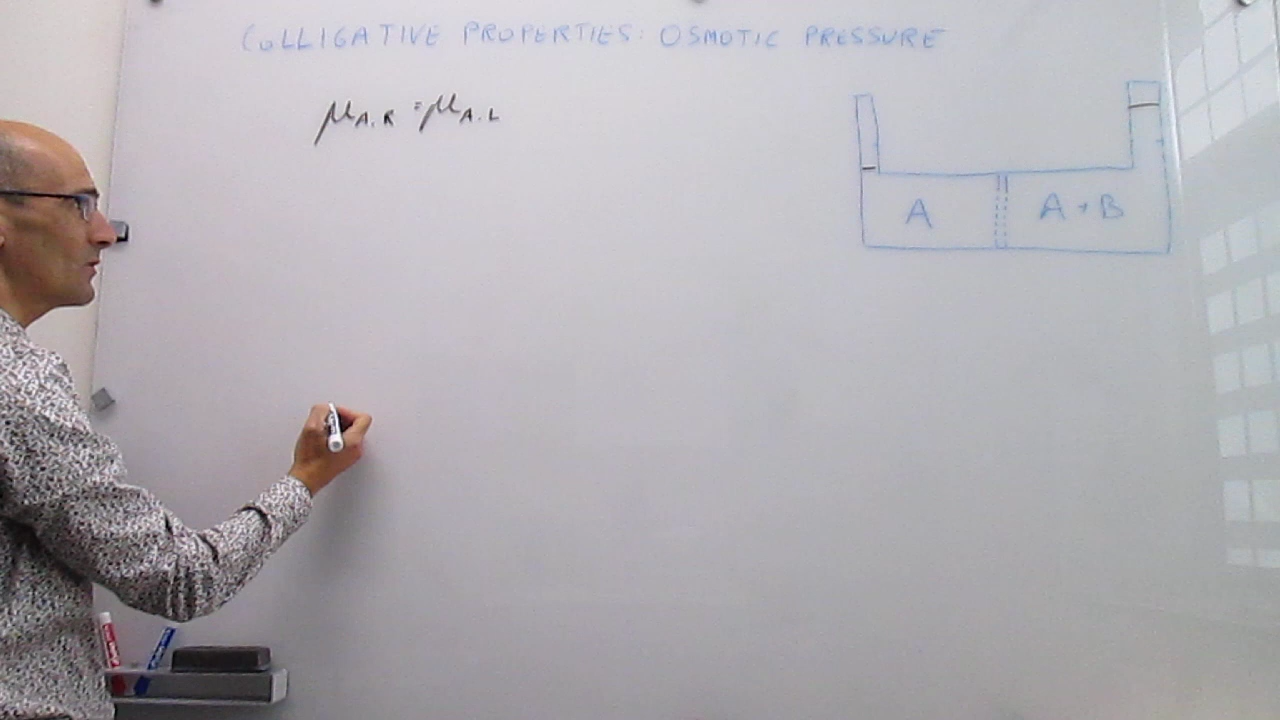 COLLIGATIVE PROPERTIES: OSMOTIC PRESSURE
μA,R = μA,L
A
A + B